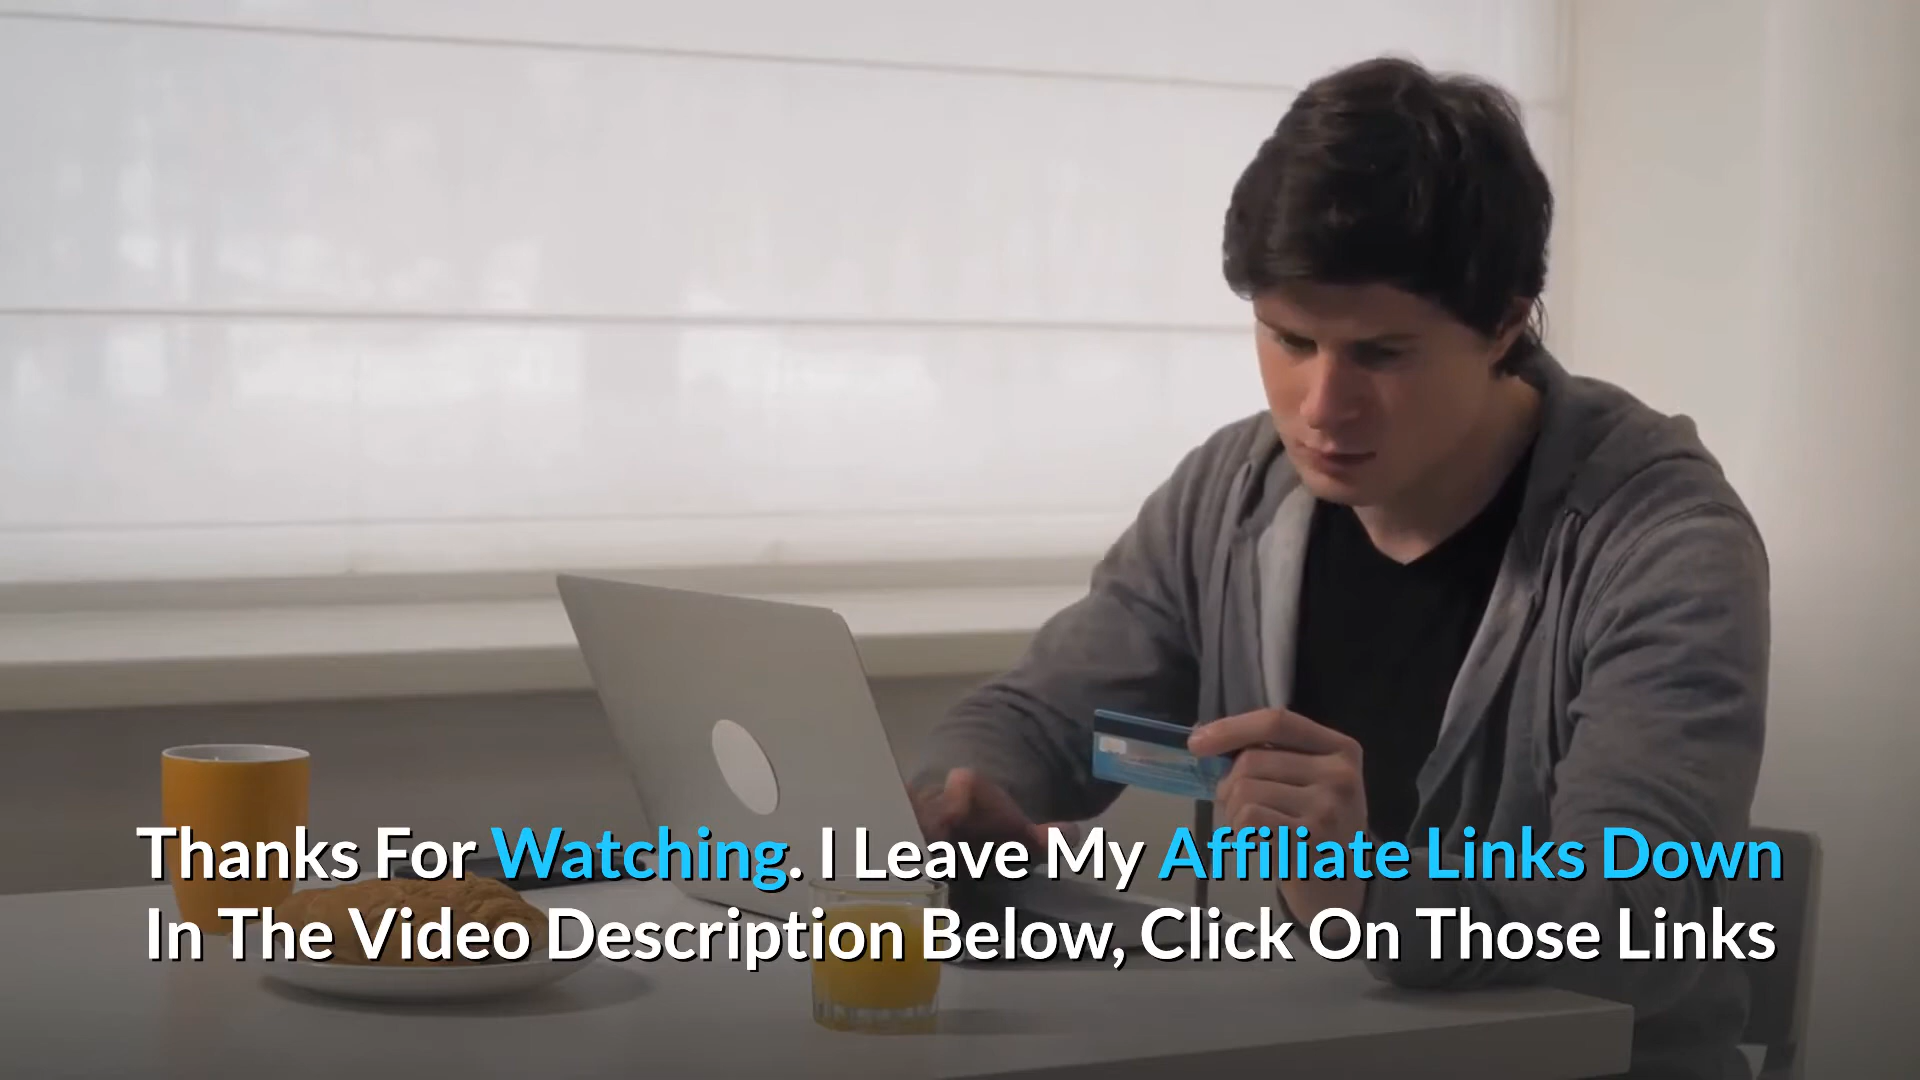 Thanks For Watching. I Leave My Affiliate Links Down
In The Video Description Below, Click On Those Links